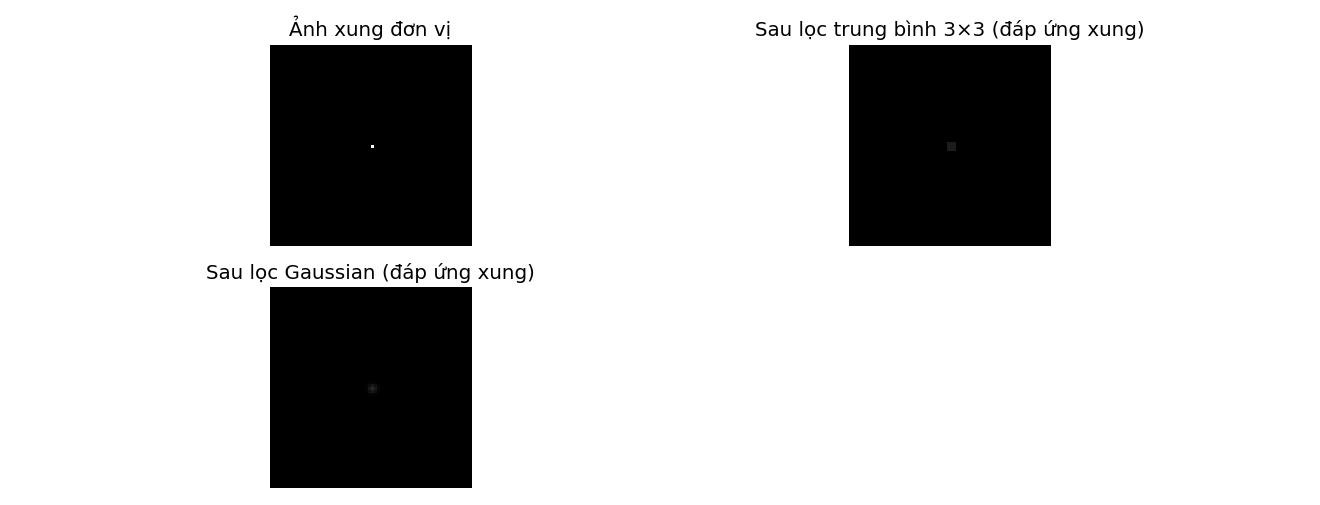 Ảnh xung đơn vị
Sau lọc trung bình 3×3 (đáp ứng xung)
Sau lọc Gaussian (đáp ứng xung)